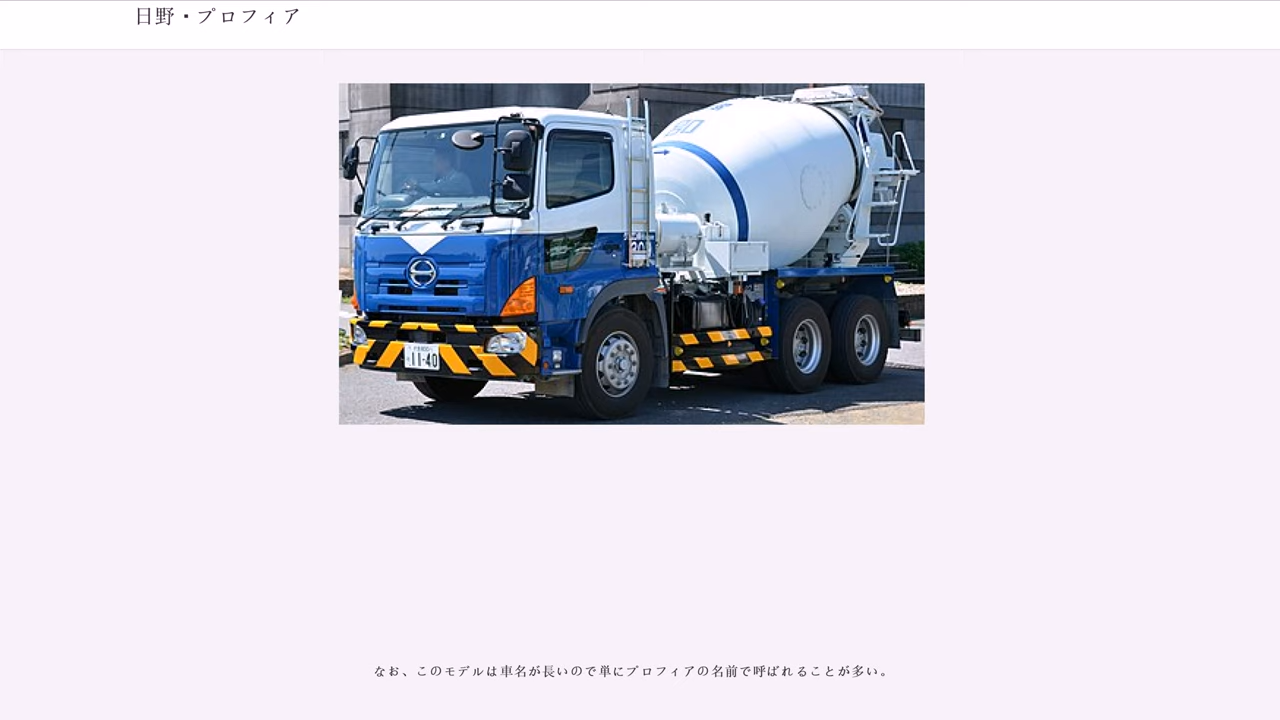 日野・プロフィア
11-40
なお、このモデルは車名が長いので単にプロフィアの名前で呼ばれることが多い。